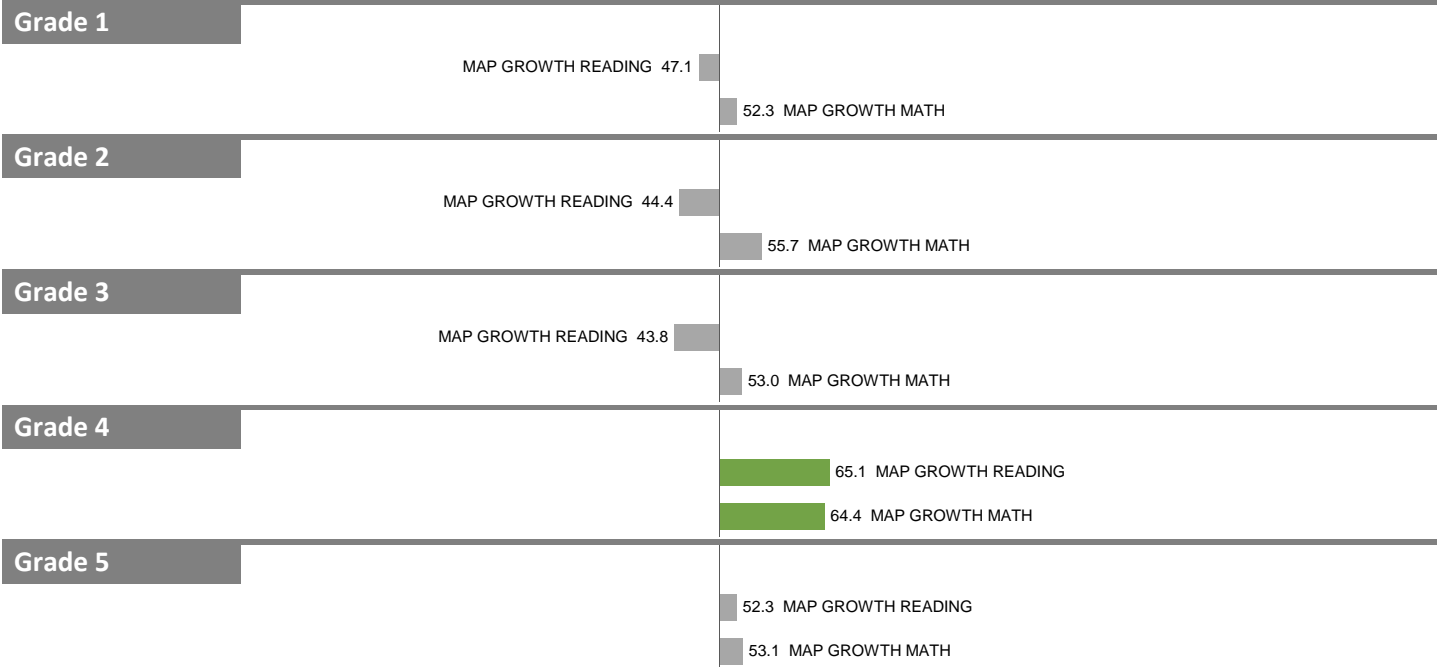 Grade 1
MAP GROWTH READING 47.1
52.3 MAP GROWTH MATH
Grade 2
MAP GROWTH READING 44.4
55.7 MAP GROWTH MATH
Grade 3
MAP GROWTH READING 43.8
53.0 MAP GROWTH MATH
Grade 4
65.1 MAP GROWTH READING
64.4 MAP GROWTH MATH
Grade 5
52.3 MAP GROWTH READING
53.1 MAP GROWTH MATH